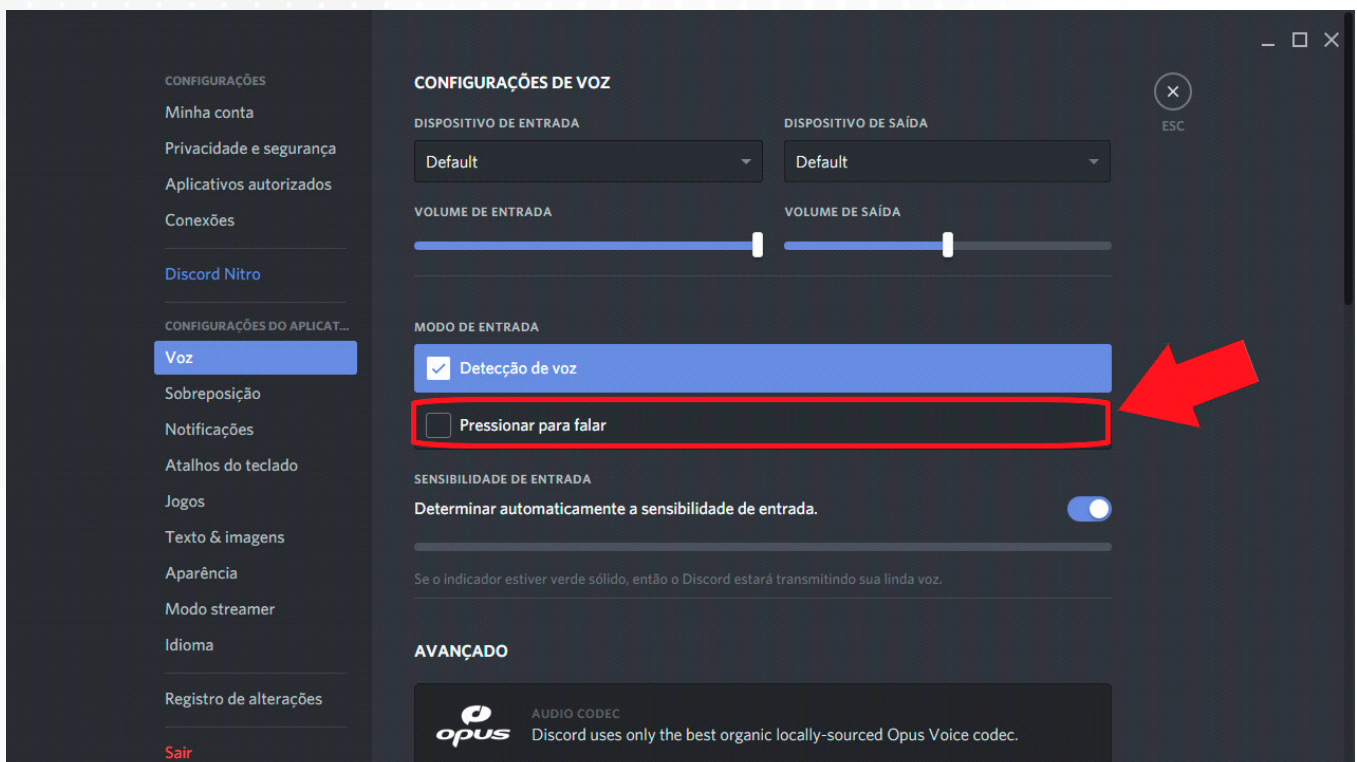 CONFIGURAÇÕES
Minha conta
Privacidade e segurança
Aplicativos autorizados
Conexões
Discord Nitro
CONFIGURAÇÕES DO APLICAT...
Voz
Sobreposição
Notificações
Atalhos do teclado
Jogos
Texto & imagens
Aparência
Modo streamer
Idioma
Registro de alterações
Sair
CONFIGURAÇÕES DE VOZ
DISPOSITIVO DE ENTRADA
Default
DISPOSITIVO DE SAÍDA
Default
VOLUME DE ENTRADA
VOLUME DE SAÍDA
MODO DE ENTRADA
Detecção de voz
Pressionar para falar
SENSIBILIDADE DE ENTRADA
Determinar automaticamente a sensibilidade de entrada.
Se o indicador estiver verde sólido, então o Discord estará transmitindo sua linda voz.
AVANÇADO
opus
AUDIO CODEC
Discord uses only the best organic locally-sourced Opus Voice codec.
ESC